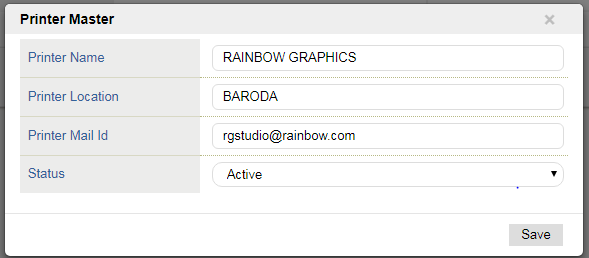 Printer Master ×
Printer Name RAINBOW GRAPHICS
Printer Location BARODA
Printer Mail Id rgstudio@rainbow.com
Status Active
Save